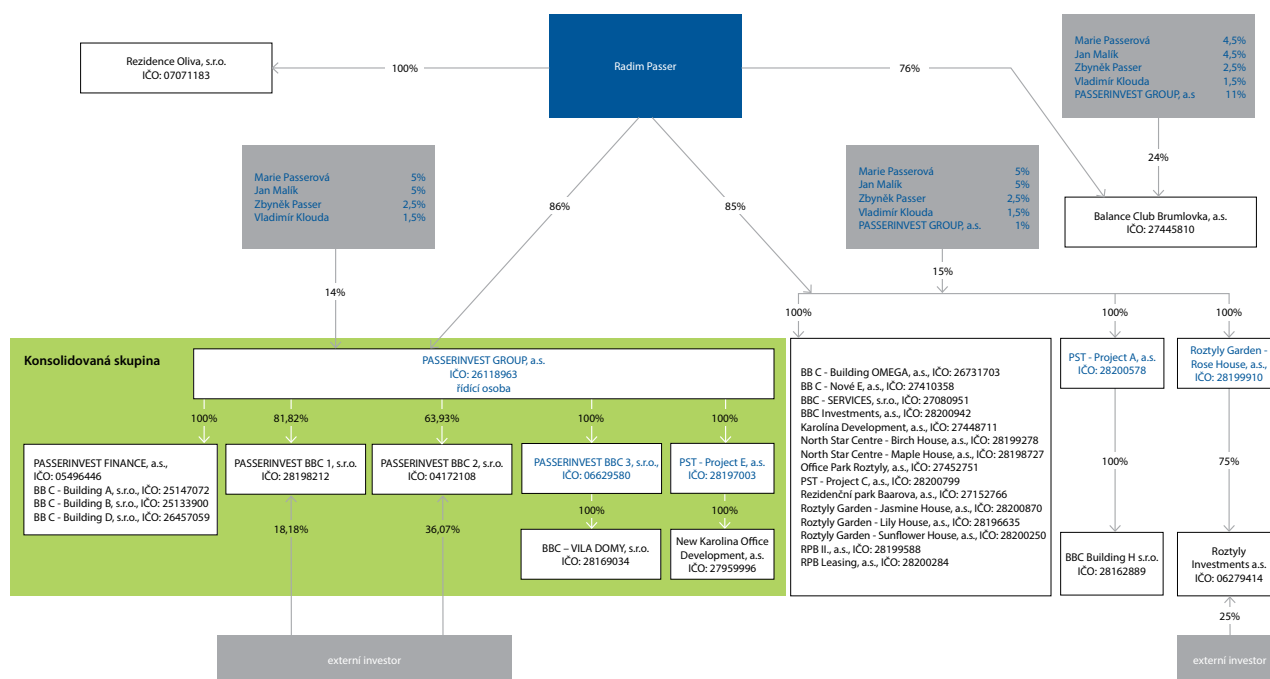 Rezidence Oliva, s.r.o.
IČO: 07071183
100%
Radim Passer
76%
Marie Passerová 4,5%
Jan Malík 4,5%
Zbyněk Passer 2,5%
Vladimír Klouda 1,5%
PASSERINVEST GROUP, a.s 11%
24%
Balance Club Brumlovka, a.s.
IČO: 27445810
Marie Passerová 5%
Jan Malík 5%
Zbyněk Passer 2,5%
Vladimír Klouda 1,5%
14%
86%
85%
Marie Passerová 5%
Jan Malík 5%
Zbyněk Passer 2,5%
Vladimír Klouda 1,5%
PASSERINVEST GROUP, a.s. 1%
15%
100%
100%
100%
Konsolidovaná skupina
PASSERINVEST GROUP, a.s.
IČO: 26118963
řídící osoba
100%
81,82%
63,93%
100%
100%
PASSERINVEST FINANCE, a.s.,
IČO: 05496446
BB C - Building A, s.r.o., IČO: 25147072
BB C - Building B, s.r.o., IČO: 25133900
BB C - Building D, s.r.o., IČO: 26457059
PASSERINVEST BBC 1, s.r.o.
IČO: 28198212
PASSERINVEST BBC 2, s.r.o.
IČO: 04172108
PASSERINVEST BBC 3, s.r.o.,
IČO: 06629580
PST - Project E, a.s.
IČO: 28197003
18,18%
36,07%
100%
100%
BBC – VILA DOMY, s.r.o.
IČO: 28169034
New Karolina Office
Development, a.s.
IČO: 27959996
BB C - Building OMEGA, a.s., IČO: 26731703
BB C - Nové E, a.s., IČO: 27410358
BBC - SERVICES, s.r.o., IČO: 27080951
BBC Investments, a.s., IČO: 28200942
Karolína Development, a.s., IČO: 27448711
North Star Centre - Birch House, a.s., IČO: 28199278
North Star Centre - Maple House, a.s., IČO: 28198727
Office Park Roztyly, a.s., IČO: 27452751
PST - Project C, a.s., IČO: 28200799
Rezidenční park Baarova, a.s., IČO: 27152766
Roztyly Garden - Jasmine House, a.s., IČO: 28200870
Roztyly Garden - Lily House, a.s., IČO: 28196635
Roztyly Garden - Sunflower House, a.s., IČO: 28200250
RPB II., a.s., IČO: 28199588
RPB Leasing, a.s., IČO: 28200284
PST - Project A, a.s.
IČO: 28200578
Roztyly Garden -
Rose House, a.s.,
IČO: 28199910
100%
75%
BBC Building H s.r.o.
IČO: 28162889
Roztyly
Investments a.s.
IČO: 06279414
25%
externí investor
externí investor